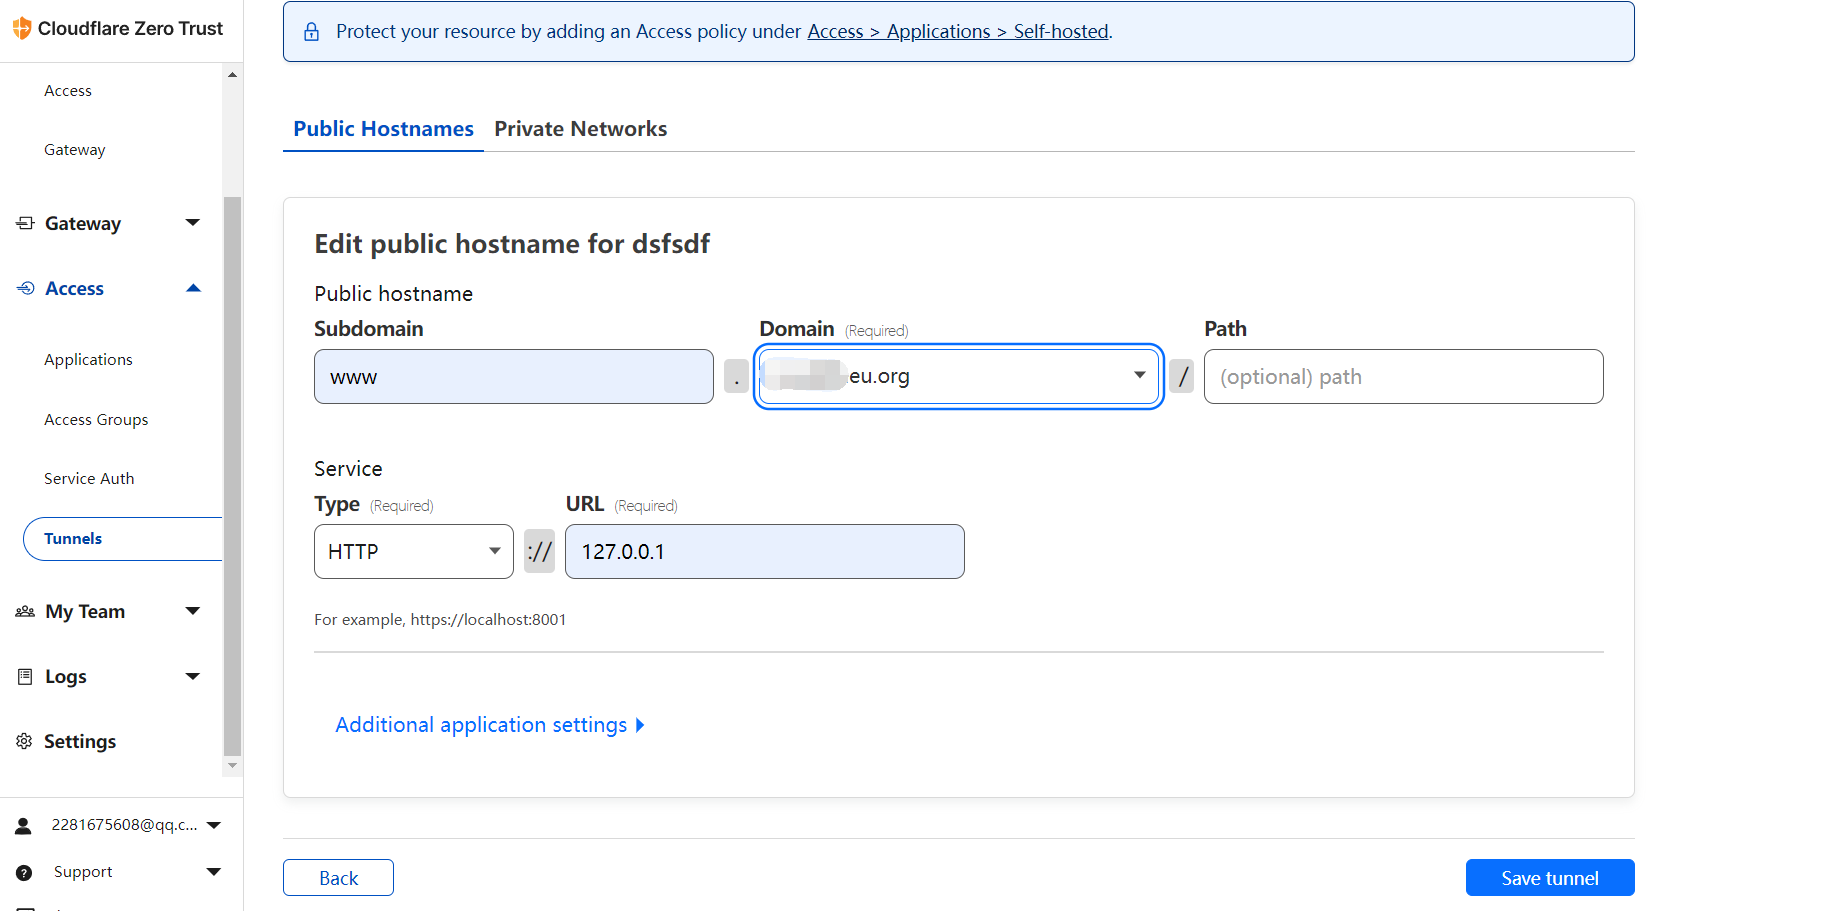 Cloudflare Zero Trust
Access
Gateway
Gateway
Access
Applications
Access Groups
Service Auth
Tunnels
My Team
Logs
Settings
2281675608@qq.c...
Support
Protect your resource by adding an Access policy under Access > Applications > Self-hosted.
Public Hostnames Private Networks
Edit public hostname for dsfsdf
Public hostname
Subdomain Domain (Required) Path
www . .eu.org / (optional) path
Service
Type (Required) URL (Required)
HTTP :// 127.0.0.1
For example, https://localhost:8001
Additional application settings
Back Save tunnel